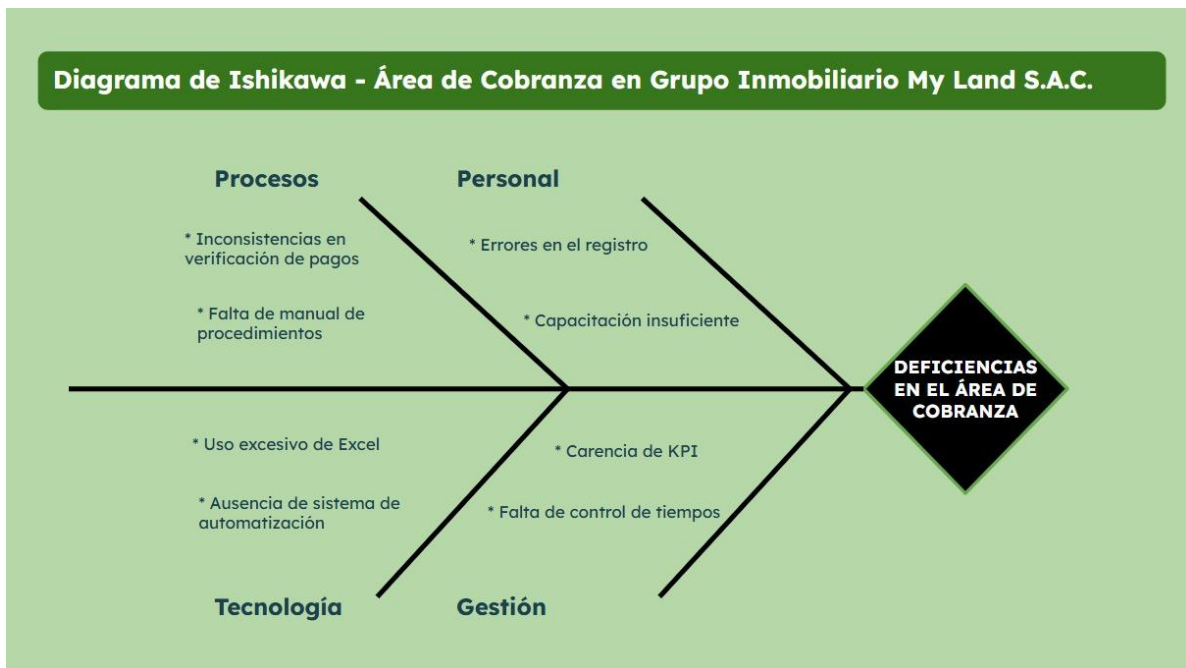 Diagrama de Ishikawa - Área de Cobranza en Grupo Inmobiliario My Land S.A.C.
Procesos
* Inconsistencias en
verificación de pagos
* Falta de manual de
procedimientos
Personal
* Errores en el registro
* Capacitación insuficiente
DEFICIENCIAS
EN EL ÁREA DE
COBRANZA
* Uso excesivo de Excel
* Ausencia de sistema de
automatización
Tecnología
* Carencia de KPI
* Falta de control de tiempos
Gestión